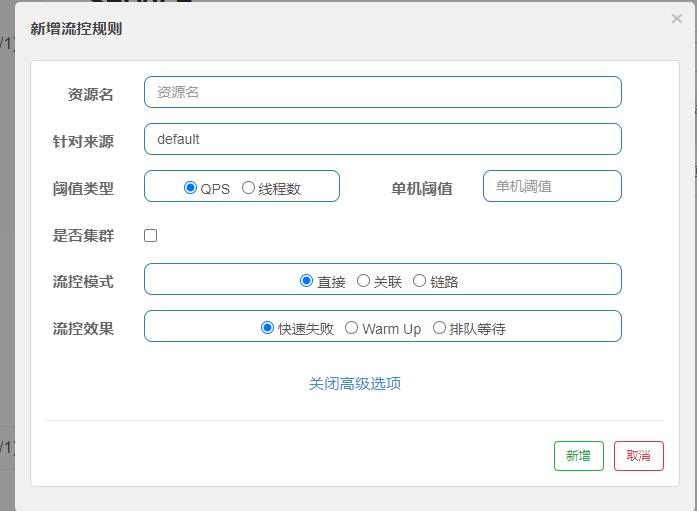 新增流控规则
×
/1)
资源名 资源名
针对来源 default
阈值类型 QPS 线程数 单机阈值 单机阈值
是否集群
流控模式 直接 关联 链路
流控效果 快速失败 Warm Up 排队等待
关闭高级选项
/1)
新增 取消